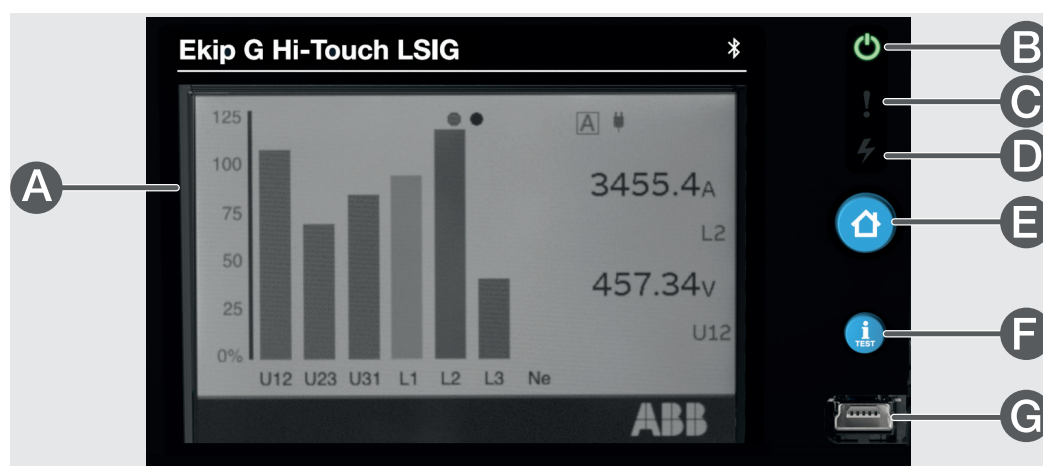 Ekip G Hi-Touch LSIG
B
C
D
E
F
G
A
125
100
75
50
25
0%
U12 U23 U31 L1 L2 L3 Ne
A
3455.4A
L2
457.34V
U12
ABB
i
TEST